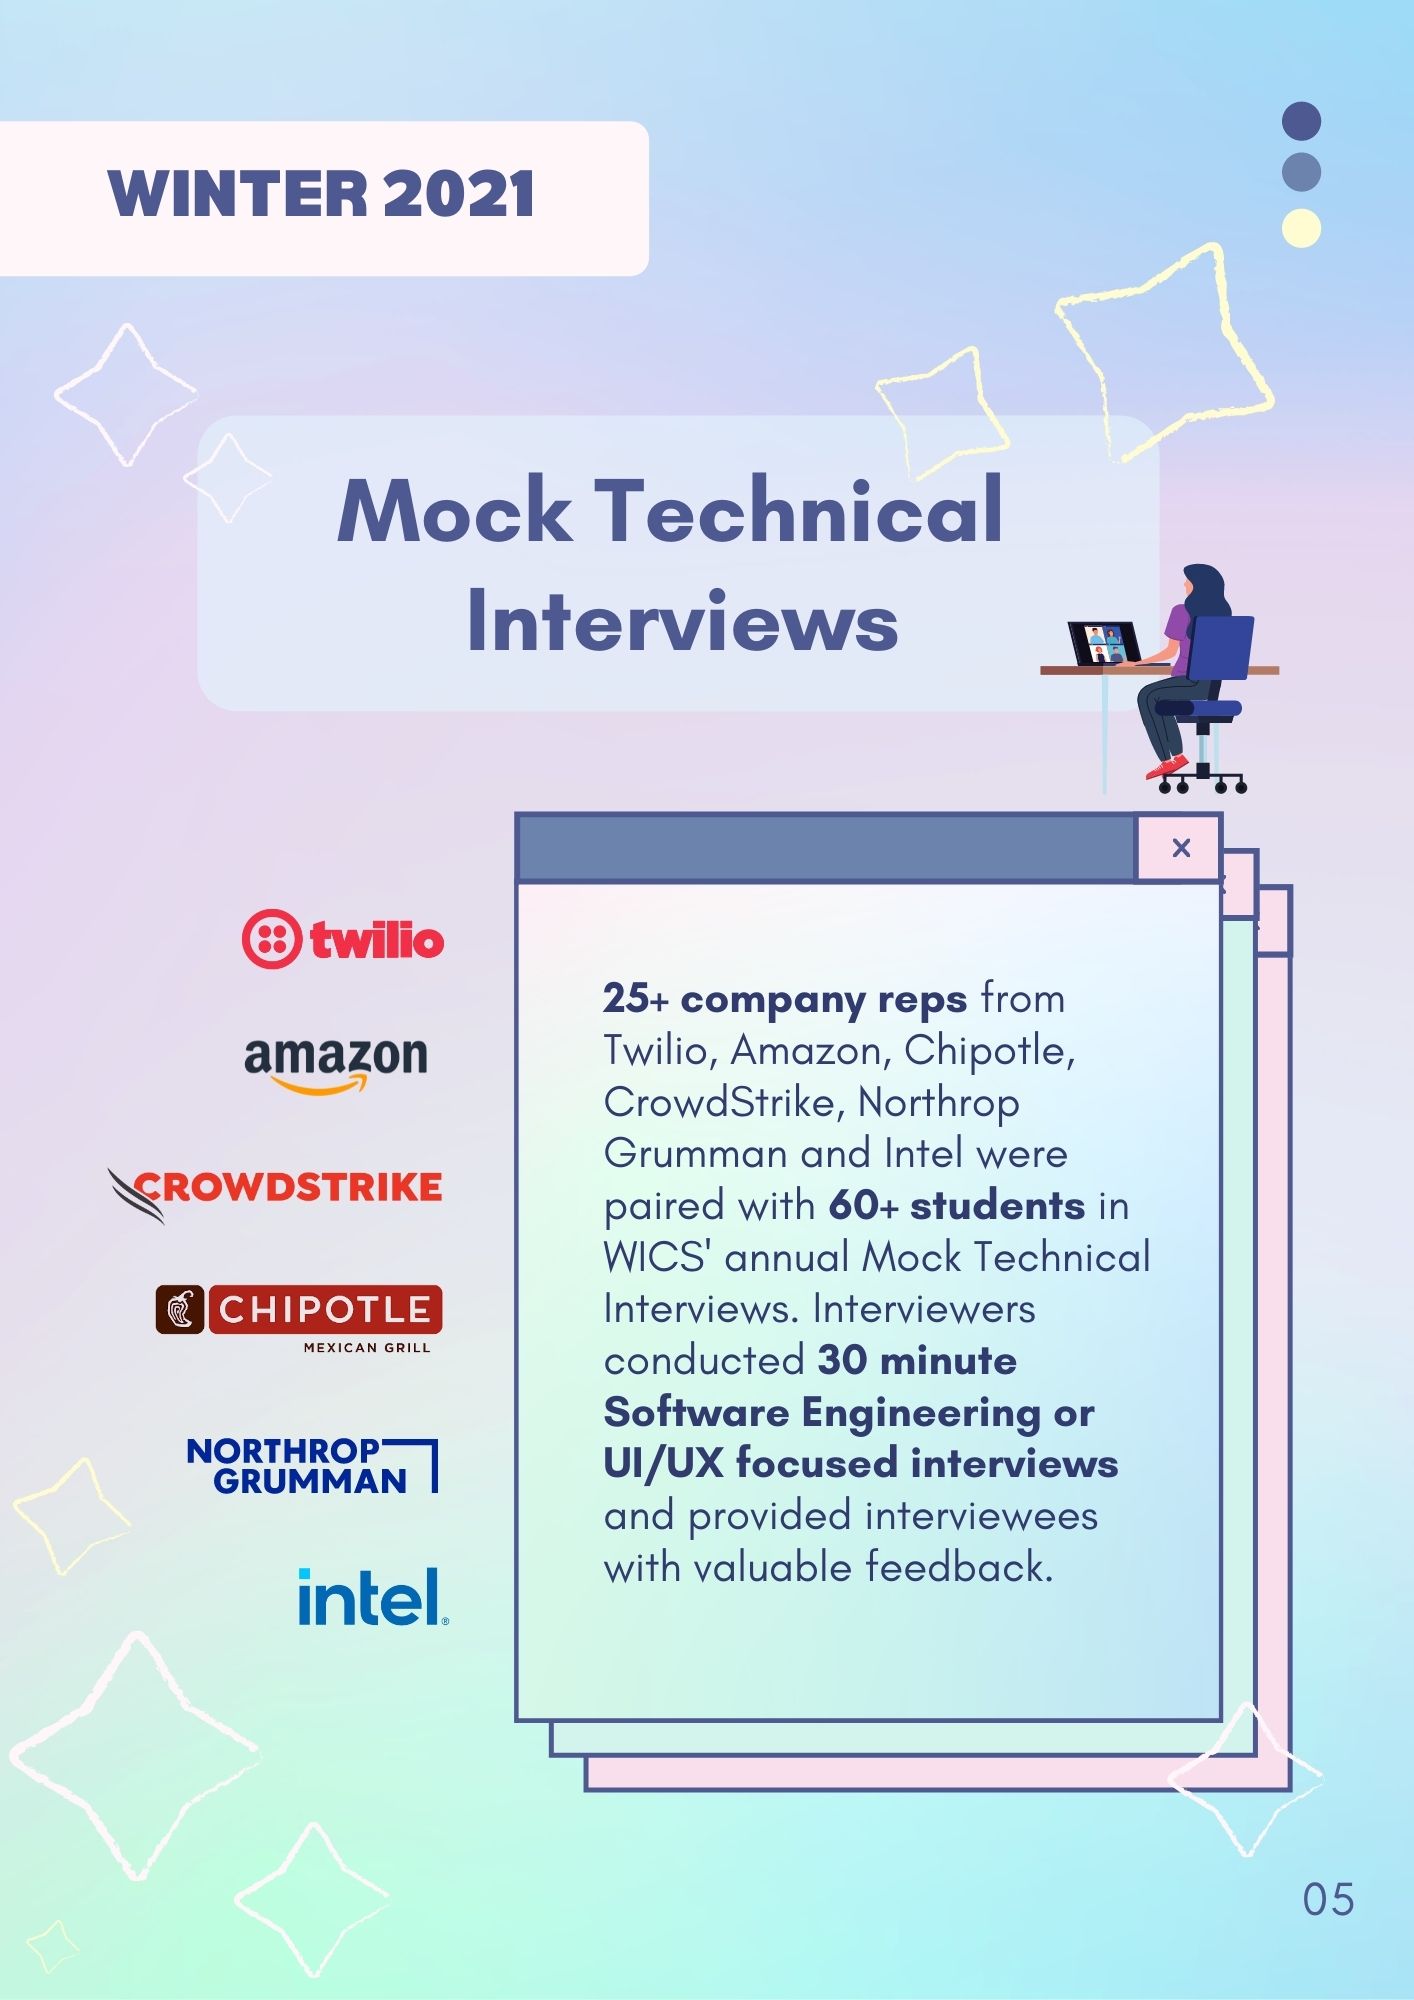 WINTER 2021
Mock Technical
Interviews
x
twilio
amazon
CROWDSTRIKE
CHIPOTLE
MEXICAN GRILL
NORTHROP
GRUMMAN
intel®
25+ company reps from
Twilio, Amazon, Chipotle,
CrowdStrike, Northrop
Grumman and Intel were
paired with 60+ students in
WICS' annual Mock Technical
Interviews. Interviewers
conducted 30 minute
Software Engineering or
UI/UX focused interviews
and provided interviewees
with valuable feedback.
05